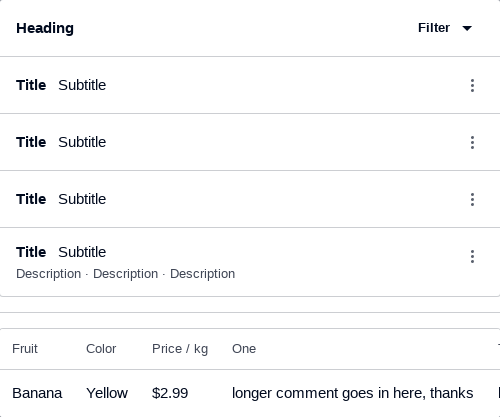 Heading Filter
Title Subtitle
Title Subtitle
Title Subtitle
Title Subtitle
Description · Description · Description
Fruit Color Price / kg One
Banana Yellow $2.99 longer comment goes in here, thanks